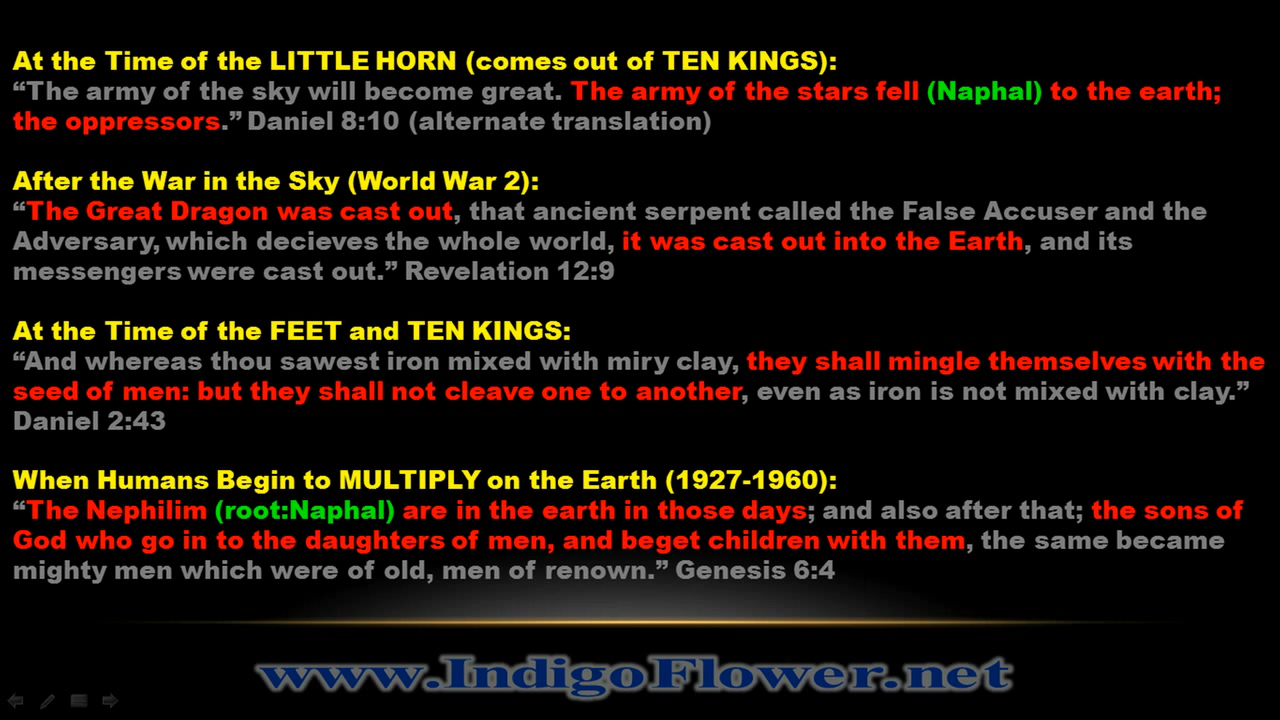 At the Time of the LITTLE HORN (comes out of TEN KINGS):
“The army of the sky will become great. The army of the stars fell (Naphal) to the earth;
the oppressors.” Daniel 8:10 (alternate translation)
After the War in the Sky (World War 2):
“The Great Dragon was cast out, that ancient serpent called the False Accuser and the
Adversary, which decieves the whole world, it was cast out into the Earth, and its
messengers were cast out.” Revelation 12:9
At the Time of the FEET and TEN KINGS:
“And whereas thou sawest iron mixed with miry clay, they shall mingle themselves with the
seed of men: but they shall not cleave one to another, even as iron is not mixed with clay.”
Daniel 2:43
When Humans Begin to MULTIPLY on the Earth (1927-1960):
“The Nephilim (root:Naphal) are in the earth in those days; and also after that; the sons of
God who go in to the daughters of men, and beget children with them, the same became
mighty men which were of old, men of renown.” Genesis 6:4
www.IndigoFlower.net